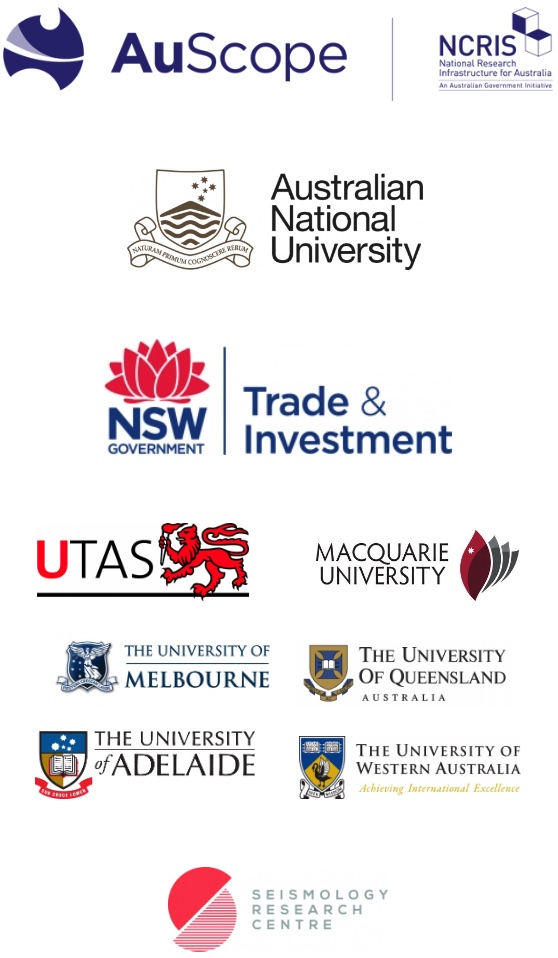 AuScope
NCRIS
National Research
Infrastructure for Australia
An Australian Government Initiative
NATURAM PRIMUM COGNOSCERE RERUM
Australian
National
University
NSW
GOVERNMENT
Trade &
Investment
UTAS
MACQUARIE
UNIVERSITY
THE UNIVERSITY OF
MELBOURNE
THE UNIVERSITY
OF QUEENSLAND
AUSTRALIA
THE UNIVERSITY
of ADELAIDE
SUB CRUCE LUMEN
THE UNIVERSITY OF
WESTERN AUSTRALIA
Achieving International Excellence
SEISMOLOGY
RESEARCH
CENTRE